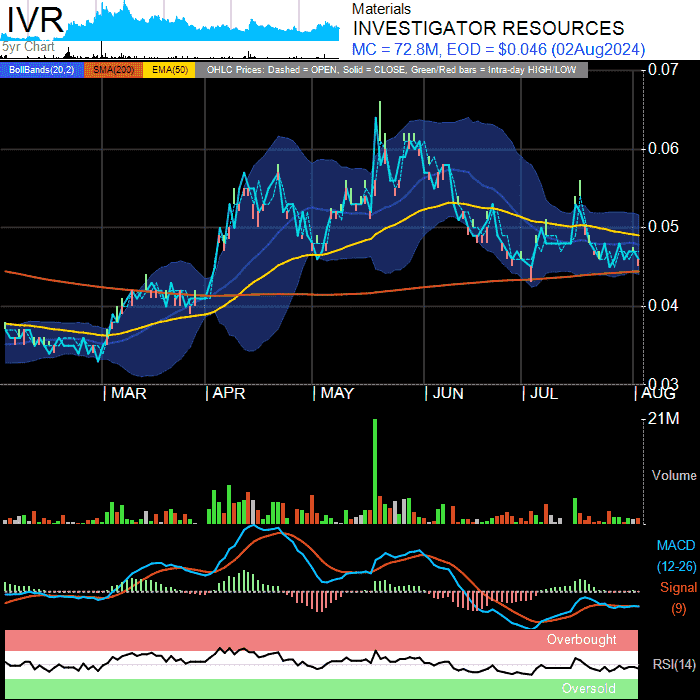 IVR
5yr Chart
Materials
INVESTIGATOR RESOURCES
MC = 72.8M, EOD = $0.046 (02Aug2024)
BollBands(20,2) SMA(200) EMA(50) OHLC Prices: Dashed = OPEN, Solid = CLOSE, Green/Red bars = Intra-day HIGH/LOW
0.07
0.06
0.05
0.04
0.03
MAR APR MAY JUN JUL AUG
21M
Volume
MACD
(12-26)
Signal
(9)
Overbought
RSI(14)
Oversold